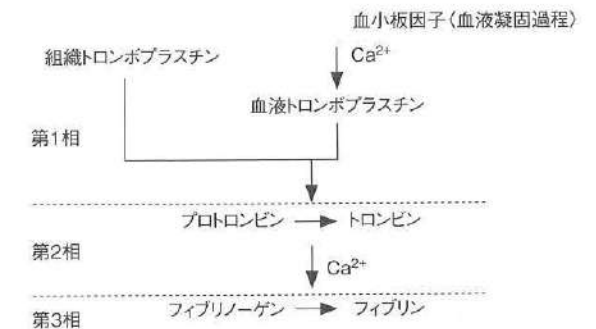 血小板因子(血液凝固過程)
組織トロンボプラスチン
Ca²⁺
血液トロンボプラスチン
第1相
プロトロンビン → トロンビン
第2相
Ca²⁺
フィブリノーゲン → フィブリン
第3相